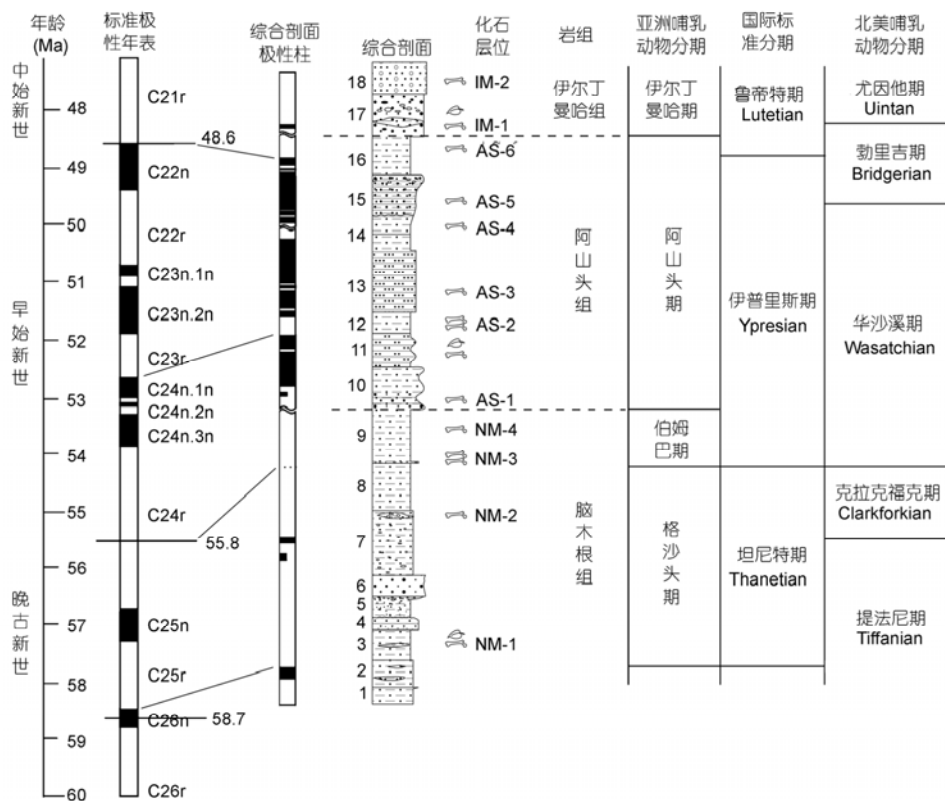 年龄
(Ma)
标准极
性年表
综合剖面
极性柱
综合剖面
化石
层位
岩组
亚洲哺乳
动物分期
国际标
准分期
北美哺乳
动物分期
中始新世
早始新世
晚古新世
48
49
50
51
52
53
54
55
56
57
58
59
60
C21r
C22n
C22r
C23n.1n
C23n.2n
C23r
C24n.1n
C24n.2n
C24n.3n
C24r
C25n
C25r
C26n
C26r
48.6
55.8
58.7
18
17
16
15
14
13
12
11
10
9
8
7
6
5
4
3
2
1
IM-2
IM-1
AS-6
AS-5
AS-4
AS-3
AS-2
AS-1
NM-4
NM-3
NM-2
NM-1
伊尔丁
曼哈组
阿山头组
脑木根组
伊尔丁
曼哈期
阿山头期
伯姆
巴期
格沙头期
鲁帝特期
Lutetian
伊普里斯期
Ypresian
坦尼特期
Thanetian
尤因他期
Uintan
勃里吉期
Bridgerian
华沙溪期
Wasatchian
克拉克福克期
Clarkforkian
提法尼期
Tiffanian